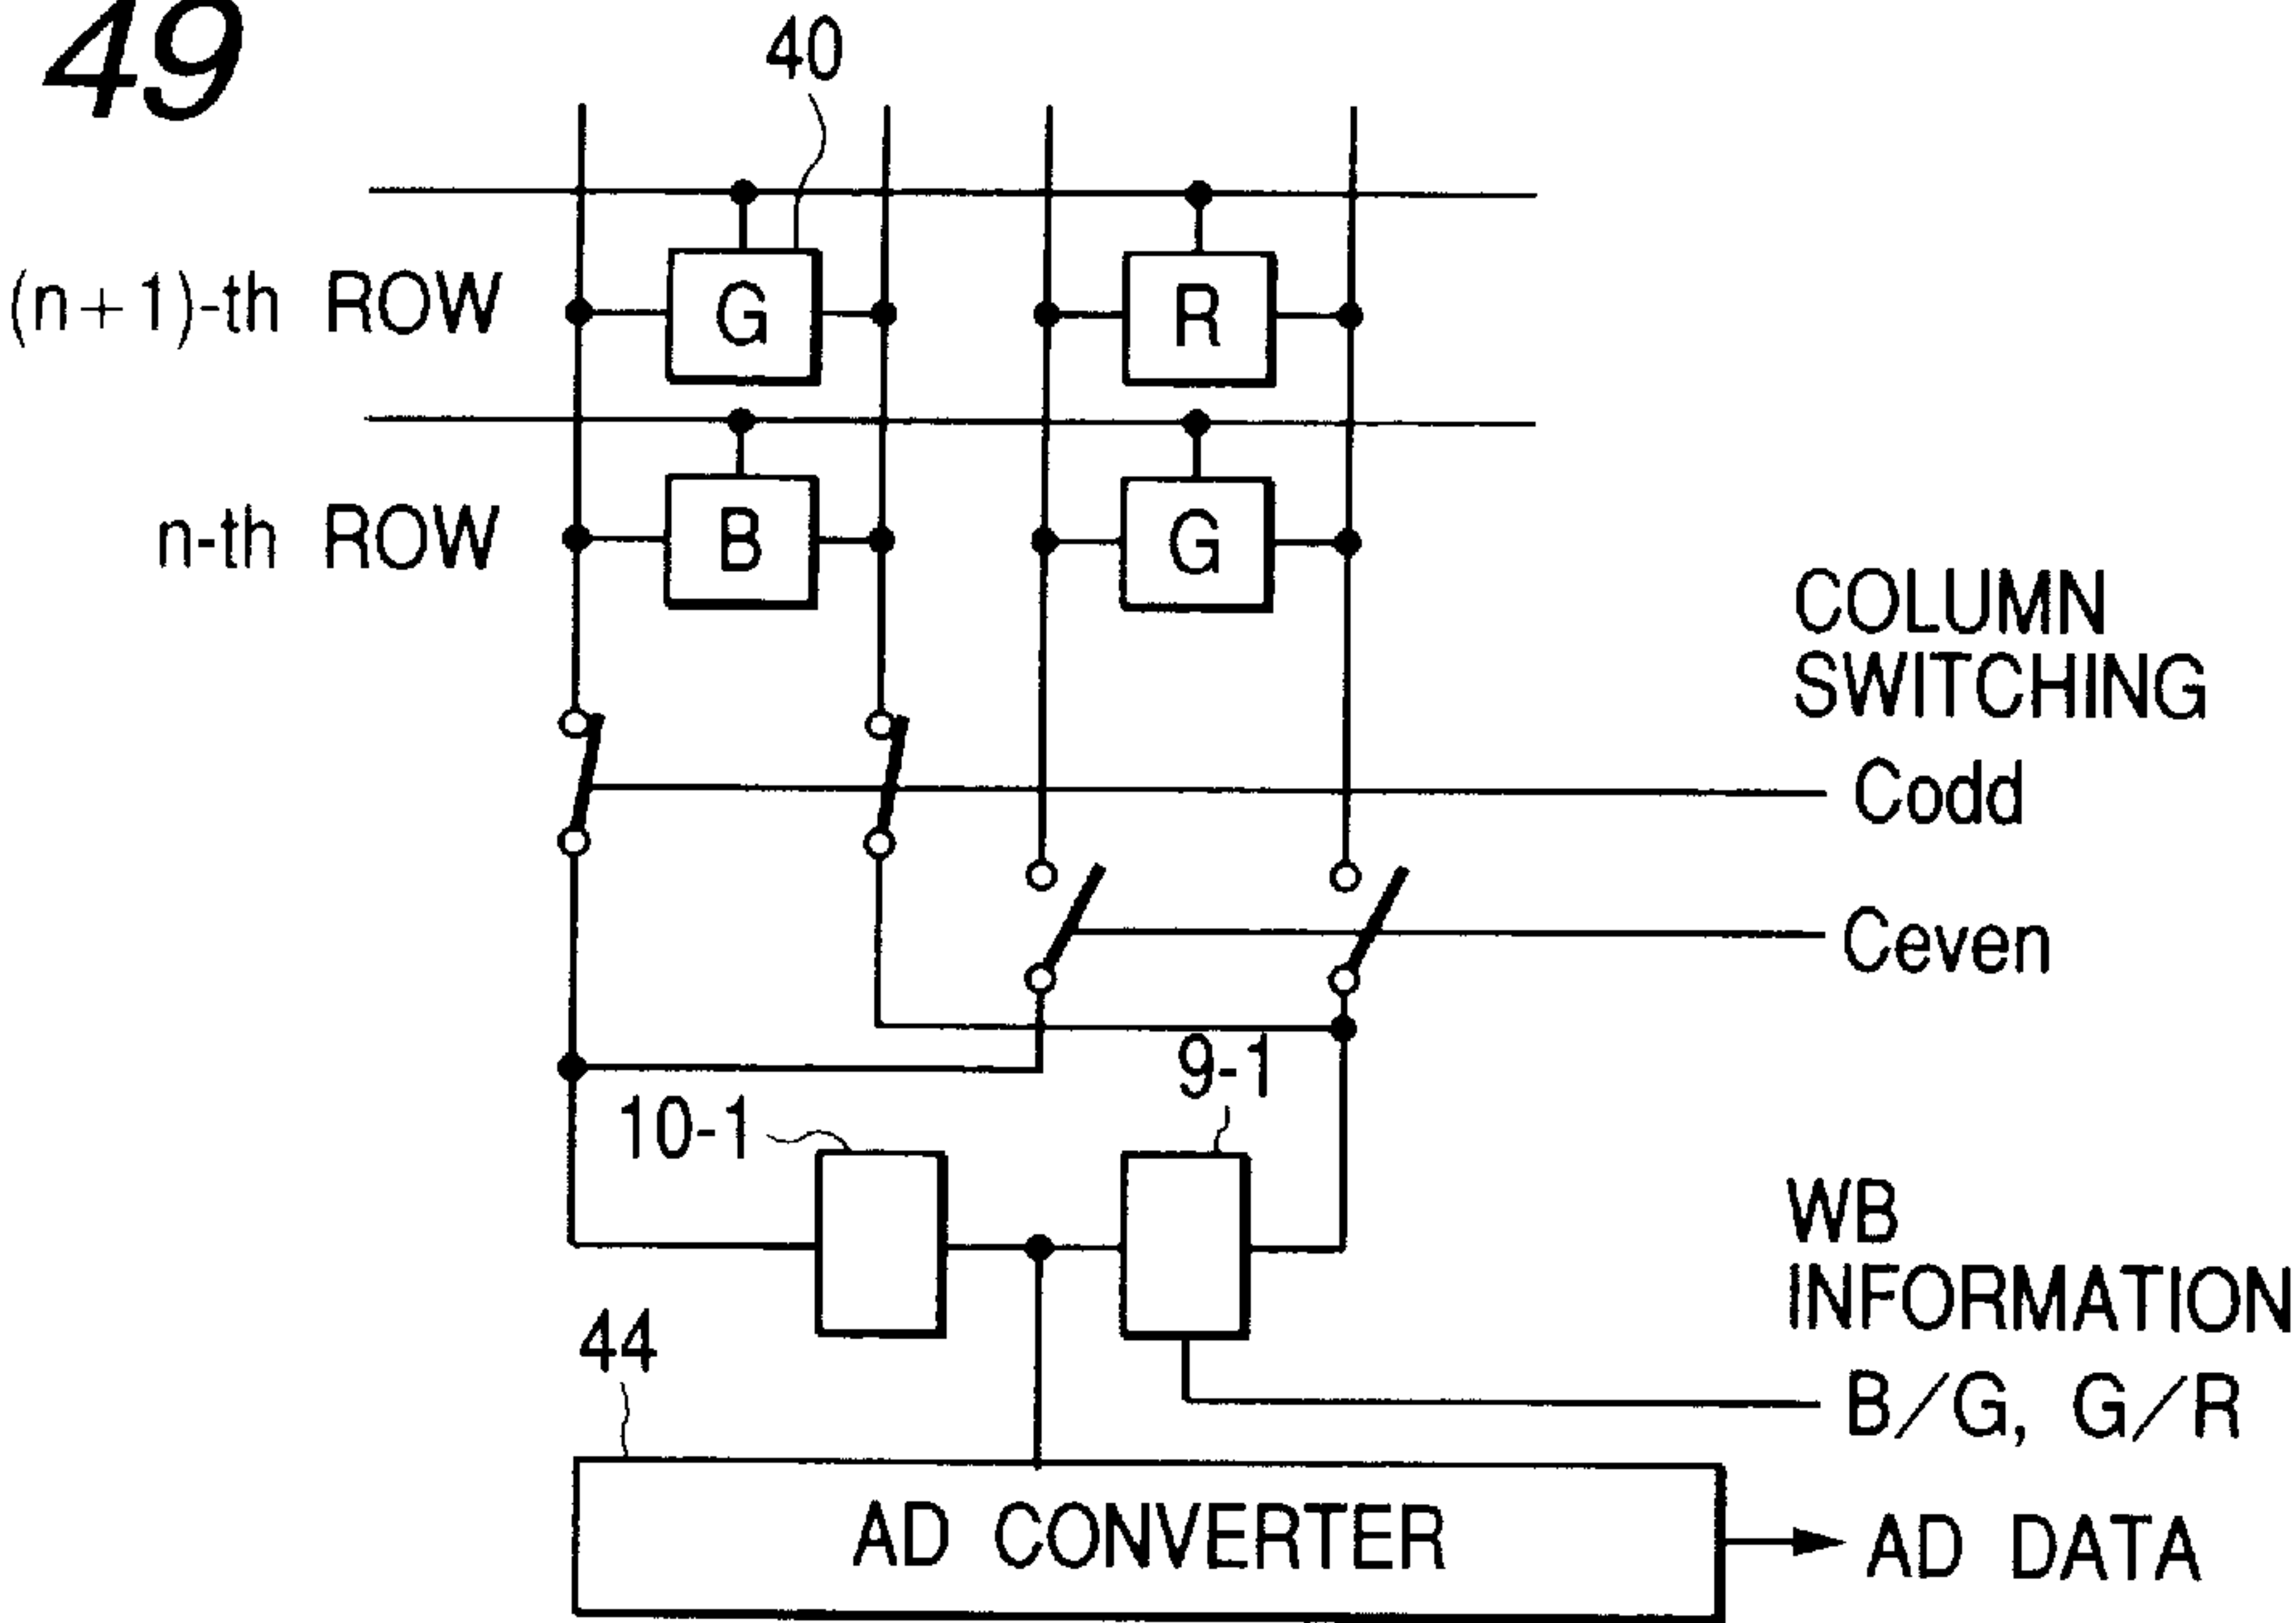 49
40
(n+1)-th ROW
G
R
n-th ROW
B
G
COLUMN
SWITCHING
Codd
Ceven
9-1
10-1
WB
INFORMATION
B/G, G/R
44
AD CONVERTER
AD DATA